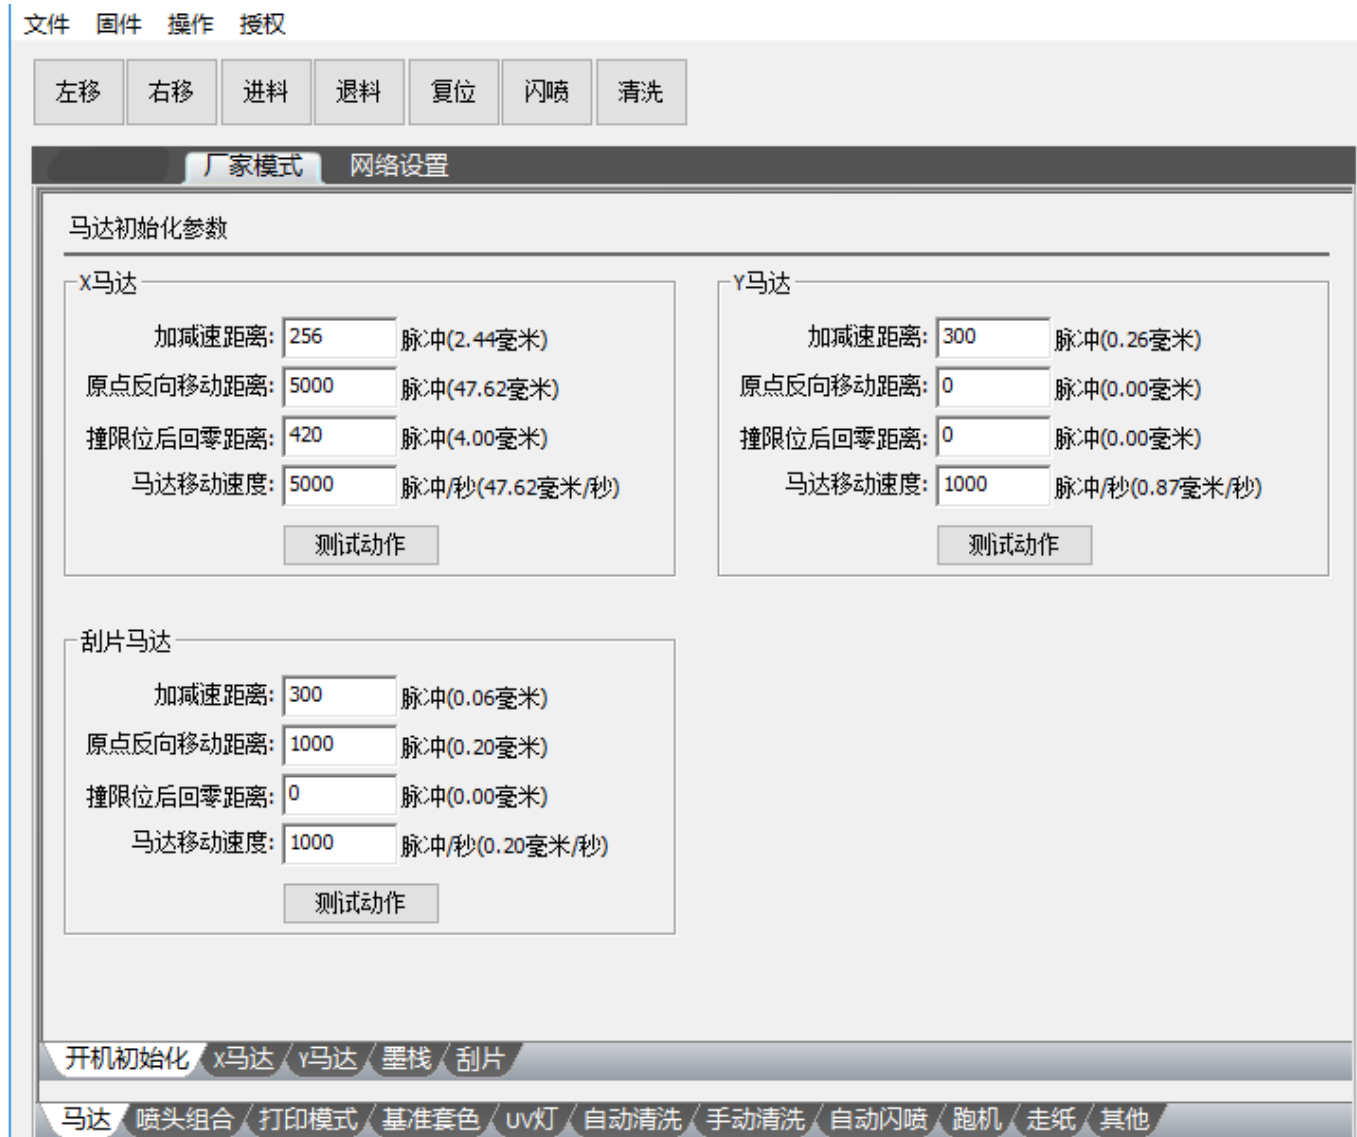 文件 固件 操作 授权
左移 右移 进料 退料 复位 闪喷 清洗
厂家模式 网络设置
马达初始化参数
X马达
加减速距离: 256 脉冲(2.44毫米)
原点反向移动距离: 5000 脉冲(47.62毫米)
撞限位后回零距离: 420 脉冲(4.00毫米)
马达移动速度: 5000 脉冲/秒(47.62毫米/秒)
测试动作
Y马达
加减速距离: 300 脉冲(0.26毫米)
原点反向移动距离: 0 脉冲(0.00毫米)
撞限位后回零距离: 0 脉冲(0.00毫米)
马达移动速度: 1000 脉冲/秒(0.87毫米/秒)
测试动作
刮片马达
加减速距离: 300 脉冲(0.06毫米)
原点反向移动距离: 1000 脉冲(0.20毫米)
撞限位后回零距离: 0 脉冲(0.00毫米)
马达移动速度: 1000 脉冲/秒(0.20毫米/秒)
测试动作
开机初始化 X马达 Y马达 墨栈 刮片
马达 喷头组合 打印模式 基准套色 UV灯 自动清洗 手动清洗 自动闪喷 跑机 走纸 其他